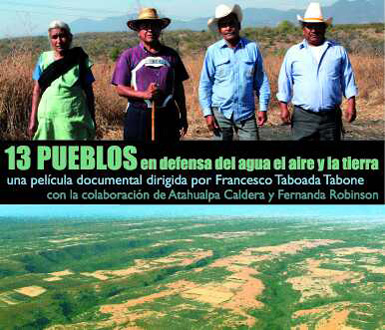 13 PUEBLOS en defensa del agua el aire y la tierra
una película documental dirigida por Francesco Taboada Tabone
con la colaboración de Atahualpa Caldera y Fernanda Robinson